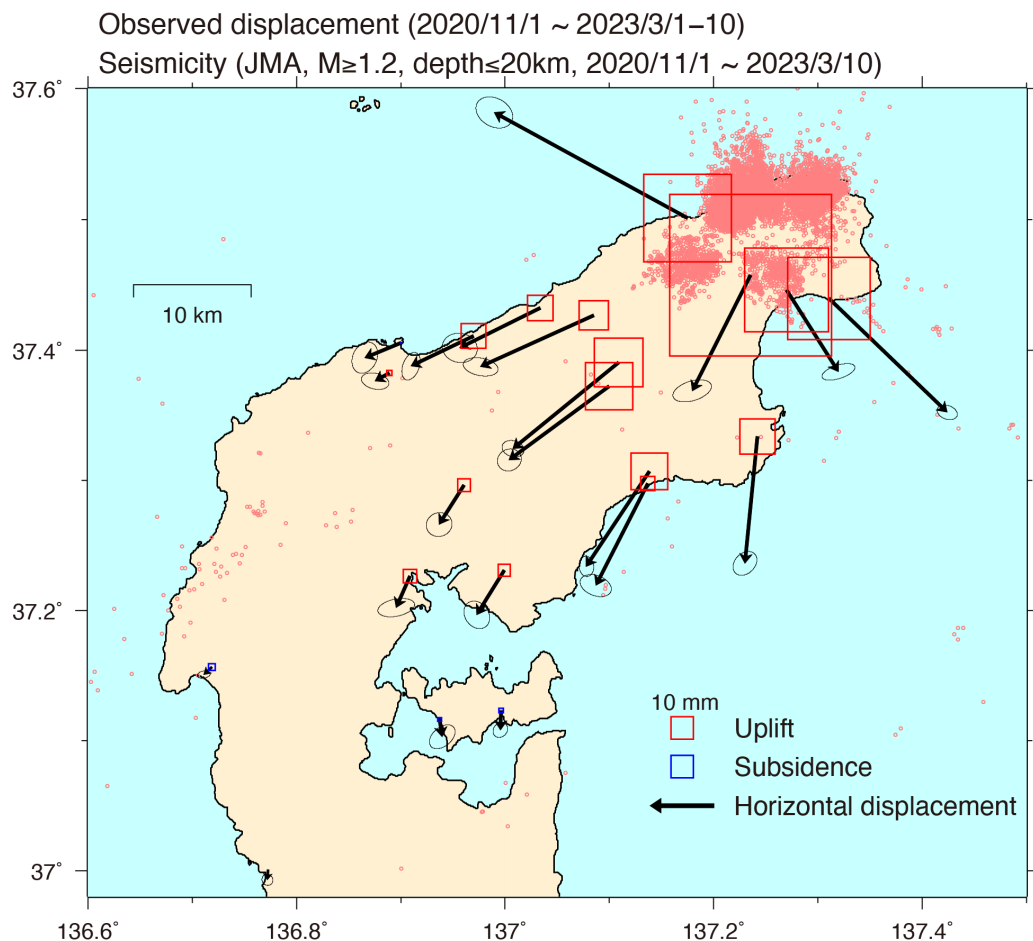 Observed displacement (2020/11/1 ~ 2023/3/1−10)
Seismicity (JMA, M≥1.2, depth≤20km, 2020/11/1 ~ 2023/3/10)
37.6˚
10 km
37.4˚
37.2˚
10 mm
Uplift
Subsidence
Horizontal displacement
37˚
136.6˚ 136.8˚ 137˚ 137.2˚ 137.4˚